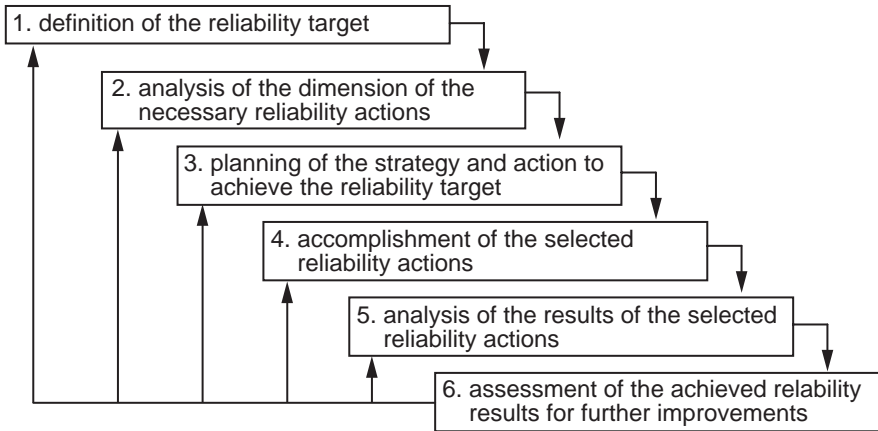 1. definition of the reliability target
2. analysis of the dimension of the
necessary reliability actions
3. planning of the strategy and action to
achieve the reliability target
4. accomplishment of the selected
reliability actions
5. analysis of the results of the selected
reliability actions
6. assessment of the achieved relability
results for further improvements